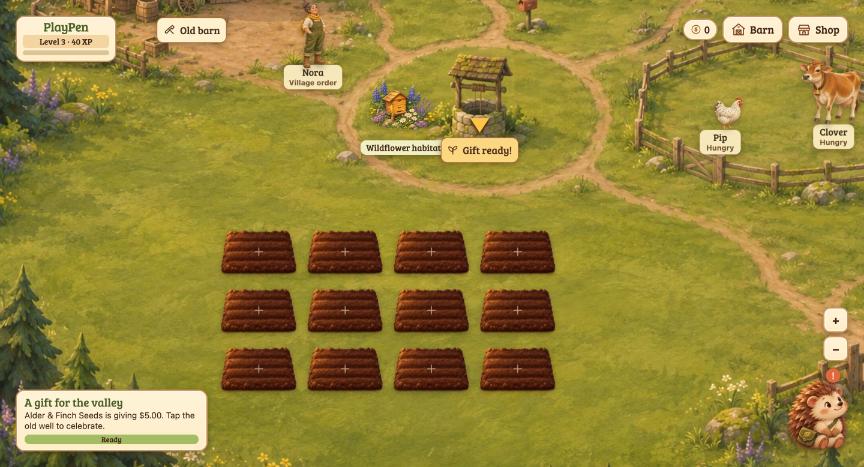 PlayPen
Level 3 · 40 XP
Old barn
0
Barn
Shop
Nora
Village order
Wildflower habitat
Gift ready!
Pip
Hungry
Clover
Hungry
+
−
!
A gift for the valley
Alder & Finch Seeds is giving $5.00. Tap the
old well to celebrate.
Ready